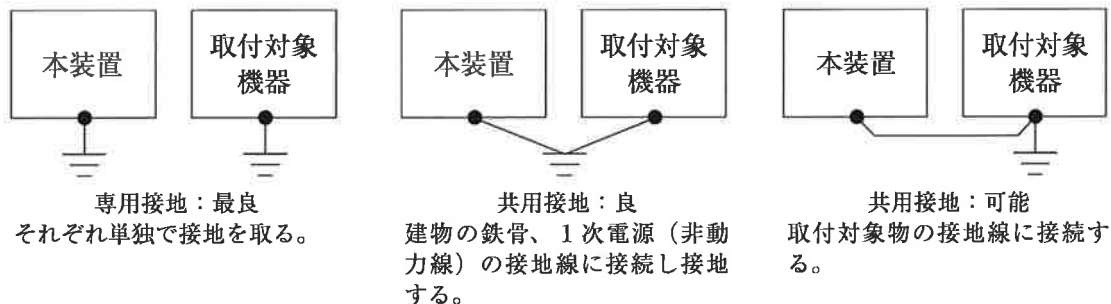 本装置
取付対象
機器
専用接地：最良
それぞれ単独で接地を取る。
本装置
取付対象
機器
共用接地：良
建物の鉄骨、１次電源（非動
力線）の接地線に接続し接地
する。
本装置
取付対象
機器
共用接地：可能
取付対象物の接地線に接続す
る。